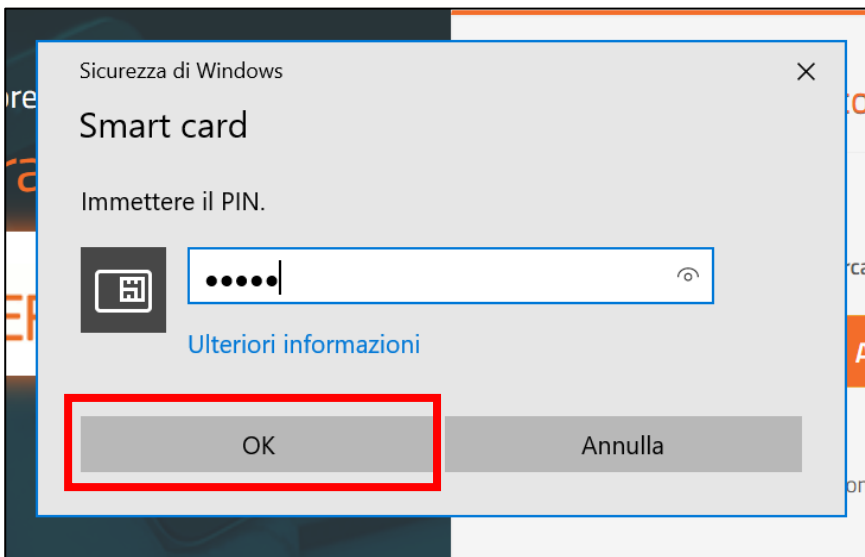 Sicurezza di Windows
Smart card
Immettere il PIN.
•••••
Ulteriori informazioni
OK
Annulla